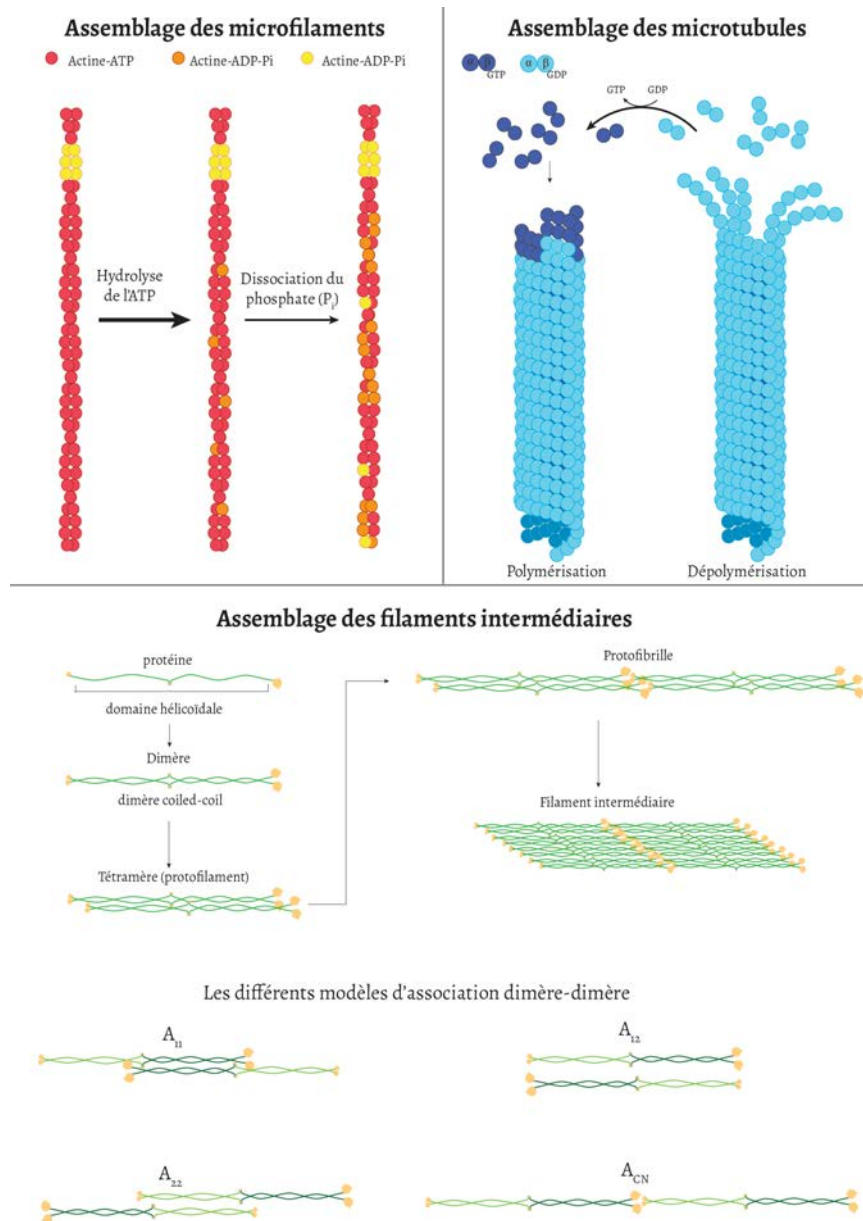 Assemblage des microfilaments
Actine-ATP
Actine-ADP-Pi
Actine-ADP-Pi
Hydrolyse
de l'ATP
Dissociation du
phosphate (Pi)
Assemblage des microtubules
α β
GTP
α β
GDP
GTP
GDP
Polymérisation
Dépolymérisation
Assemblage des filaments intermédiaires
protéine
domaine hélicoïdale
Dimère
dimère coiled-coil
Tétramère (protofilament)
Protofibrille
Filament intermédiaire
Les différents modèles d'association dimère-dimère
A11
A12
A22
ACN